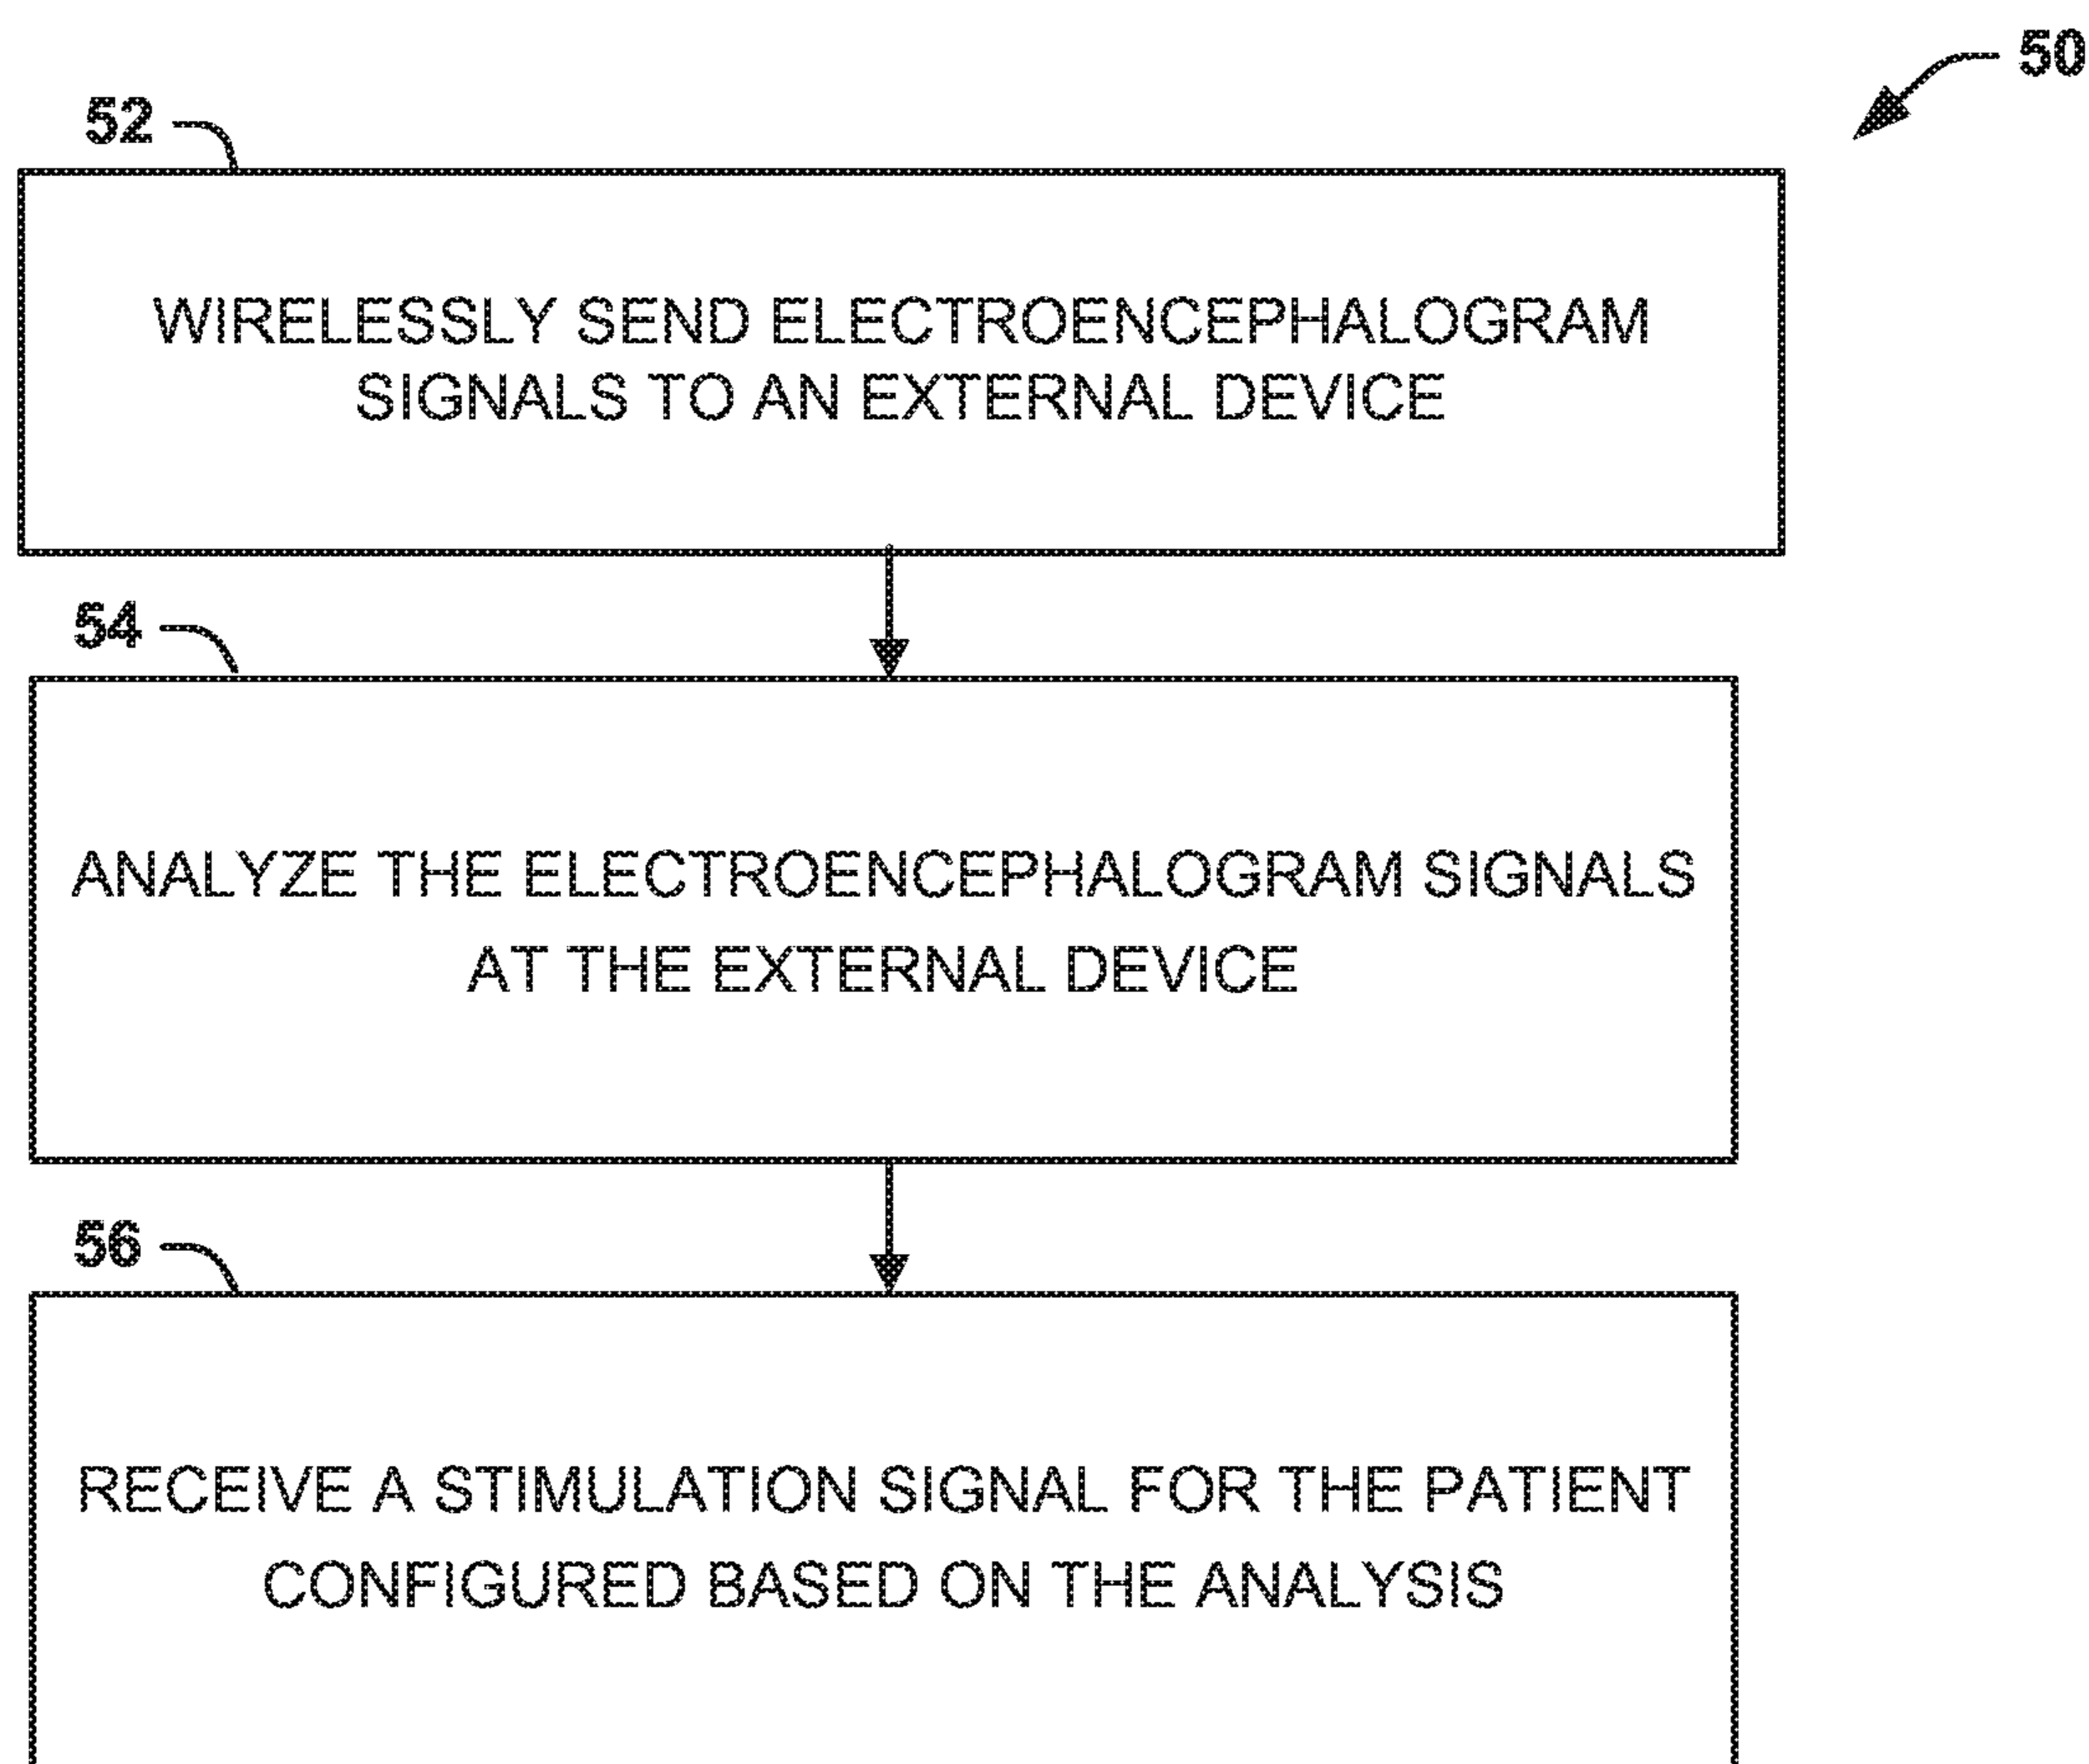 50
52
WIRELESSLY SEND ELECTROENCEPHALOGRAM
SIGNALS TO AN EXTERNAL DEVICE
54
ANALYZE THE ELECTROENCEPHALOGRAM SIGNALS
AT THE EXTERNAL DEVICE
56
RECEIVE A STIMULATION SIGNAL FOR THE PATIENT
CONFIGURED BASED ON THE ANALYSIS